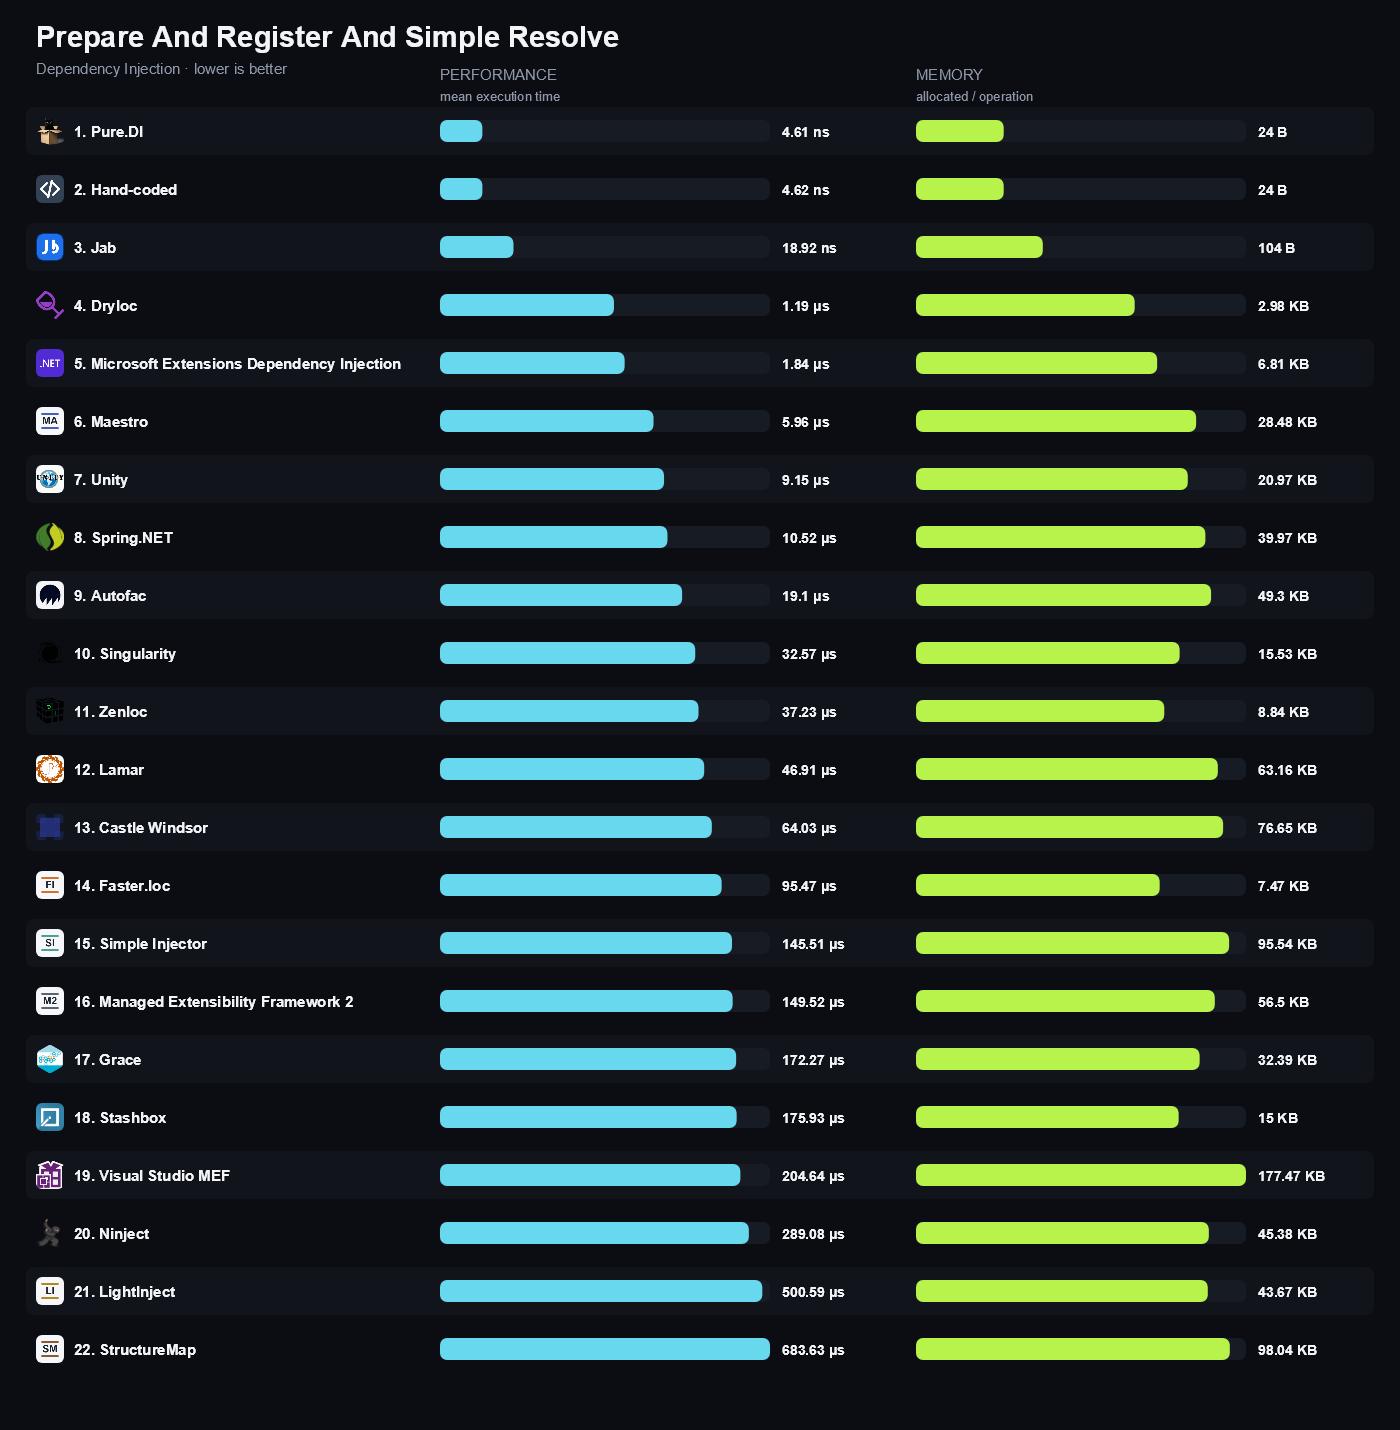 Prepare And Register And Simple Resolve
Dependency Injection · lower is better
PERFORMANCE
mean execution time
MEMORY
allocated / operation
1. Pure.DI 4.61 ns 24 B
2. Hand-coded 4.62 ns 24 B
Jb 3. Jab 18.92 ns 104 B
4. DryIoc 1.19 µs 2.98 KB
.NET 5. Microsoft Extensions Dependency Injection 1.84 µs 6.81 KB
MA 6. Maestro 5.96 µs 28.48 KB
UNITY 7. Unity 9.15 µs 20.97 KB
8. Spring.NET 10.52 µs 39.97 KB
9. Autofac 19.1 µs 49.3 KB
10. Singularity 32.57 µs 15.53 KB
11. ZenIoc 37.23 µs 8.84 KB
12. Lamar 46.91 µs 63.16 KB
13. Castle Windsor 64.03 µs 76.65 KB
FI 14. Faster.Ioc 95.47 µs 7.47 KB
SI 15. Simple Injector 145.51 µs 95.54 KB
M2 16. Managed Extensibility Framework 2 149.52 µs 56.5 KB
17. Grace 172.27 µs 32.39 KB
18. Stashbox 175.93 µs 15 KB
19. Visual Studio MEF 204.64 µs 177.47 KB
20. Ninject 289.08 µs 45.38 KB
LI 21. LightInject 500.59 µs 43.67 KB
SM 22. StructureMap 683.63 µs 98.04 KB